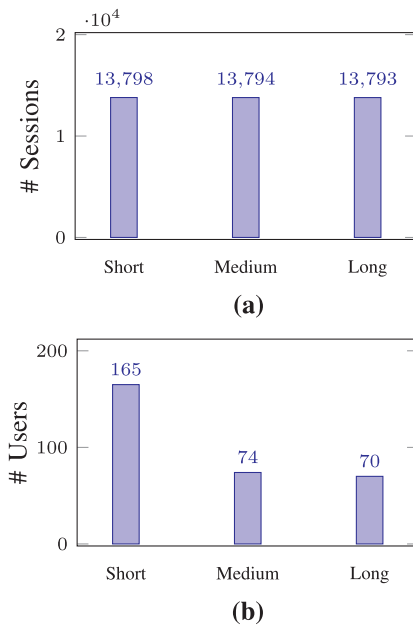 ·10⁴
2
13,798 13,794 13,793
1
0
# Sessions
Short Medium Long
(a)
200
165
100
74 70
0
# Users
Short Medium Long
(b)